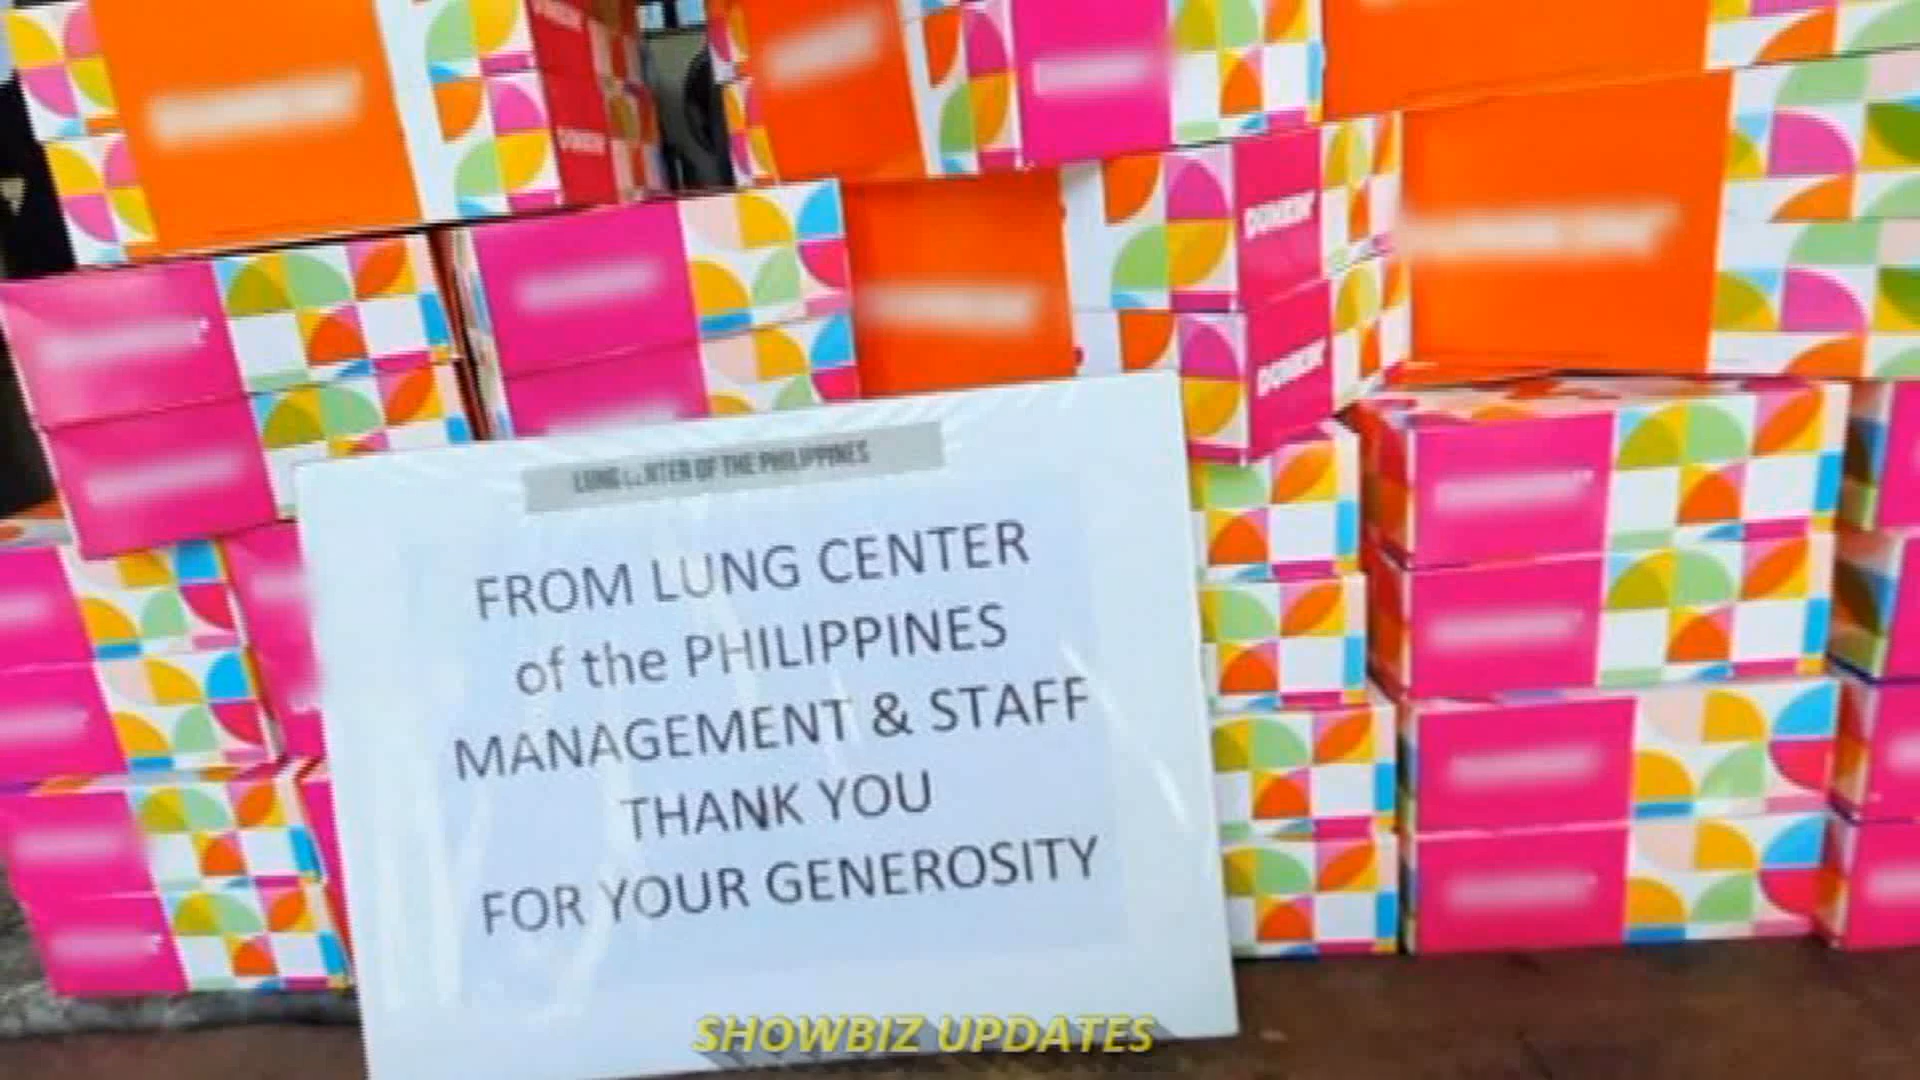 DUNKIN'
DUNKIN'
DUNKIN'
LUNG CENTER OF THE PHILIPPINES
FROM LUNG CENTER
of the PHILIPPINES
MANAGEMENT & STAFF
THANK YOU
FOR YOUR GENEROSITY
SHOWBIZ UPDATES